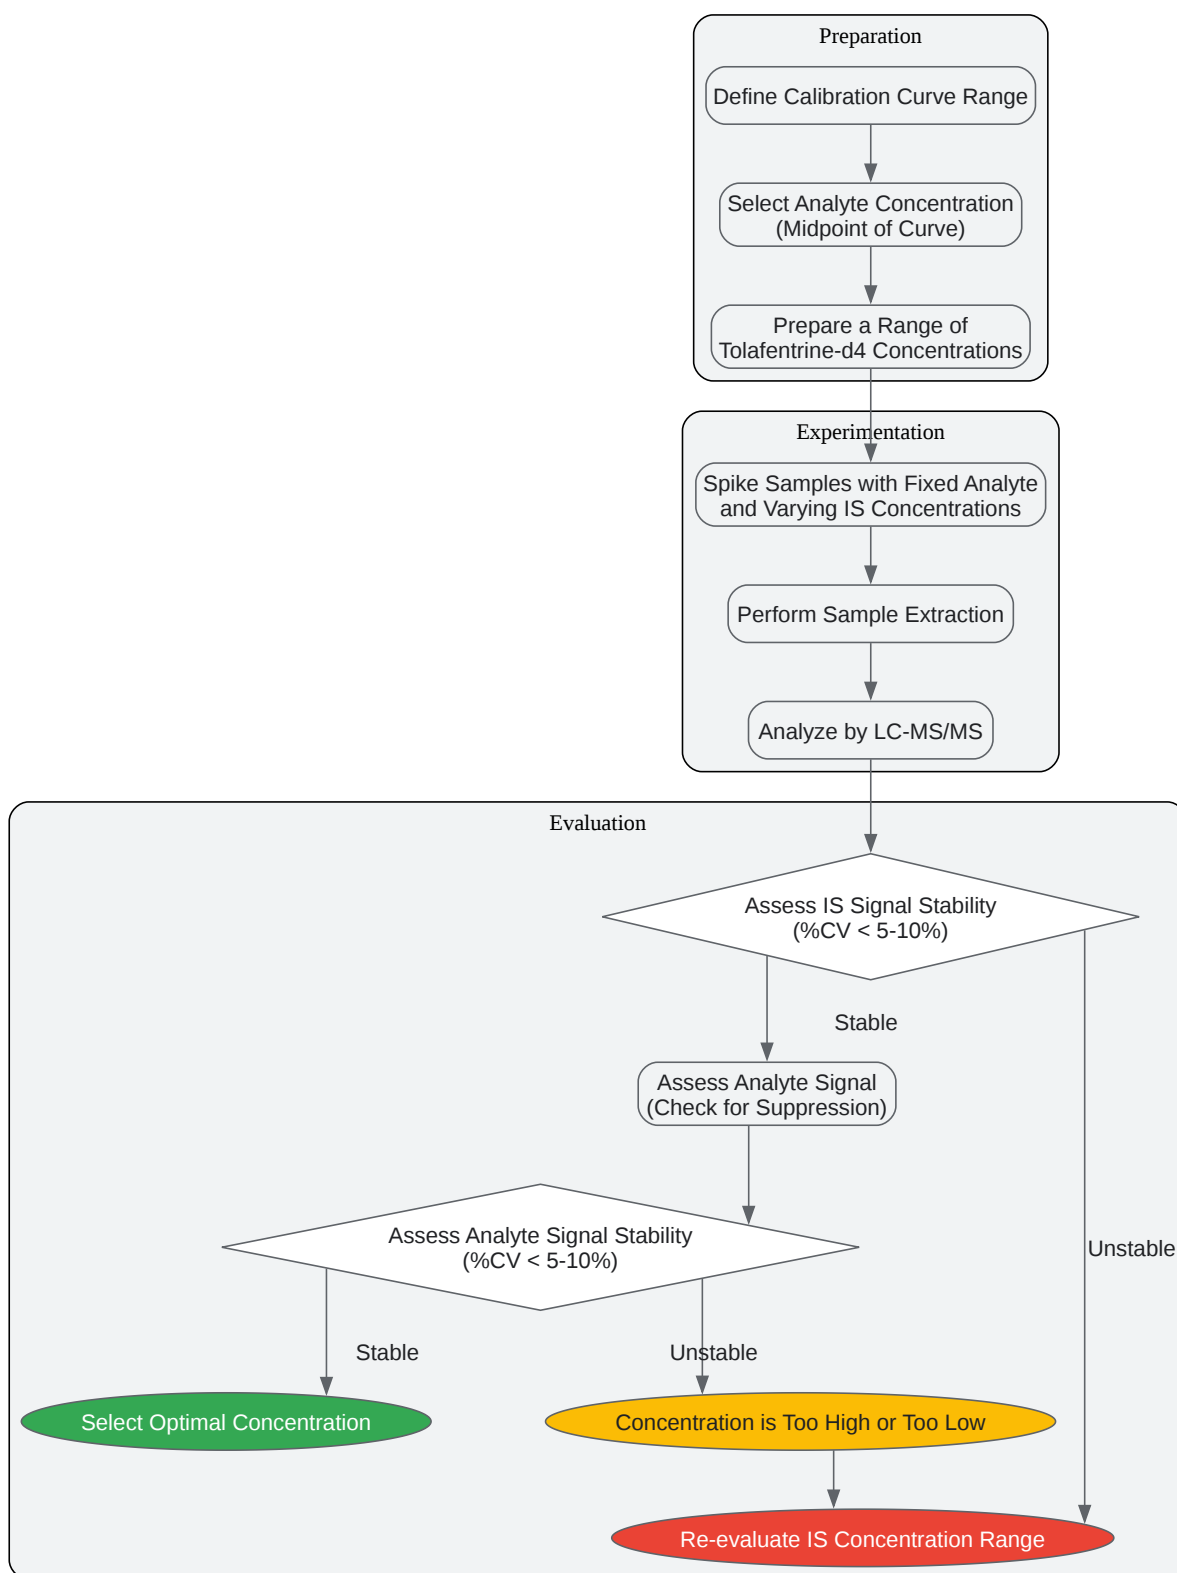 Preparation
Define Calibration Curve Range
Select Analyte Concentration
(Midpoint of Curve)
Prepare a Range of
Tolafentrine-d4 Concentrations
Experimentation
Spike Samples with Fixed Analyte
and Varying IS Concentrations
Perform Sample Extraction
Analyze by LC-MS/MS
Evaluation
Assess IS Signal Stability
(%CV < 5-10%)
Stable
Assess Analyte Signal
(Check for Suppression)
Assess Analyte Signal Stability
(%CV < 5-10%)
Unstable
Stable
Unstable
Select Optimal Concentration
Concentration is Too High or Too Low
Re-evaluate IS Concentration Range